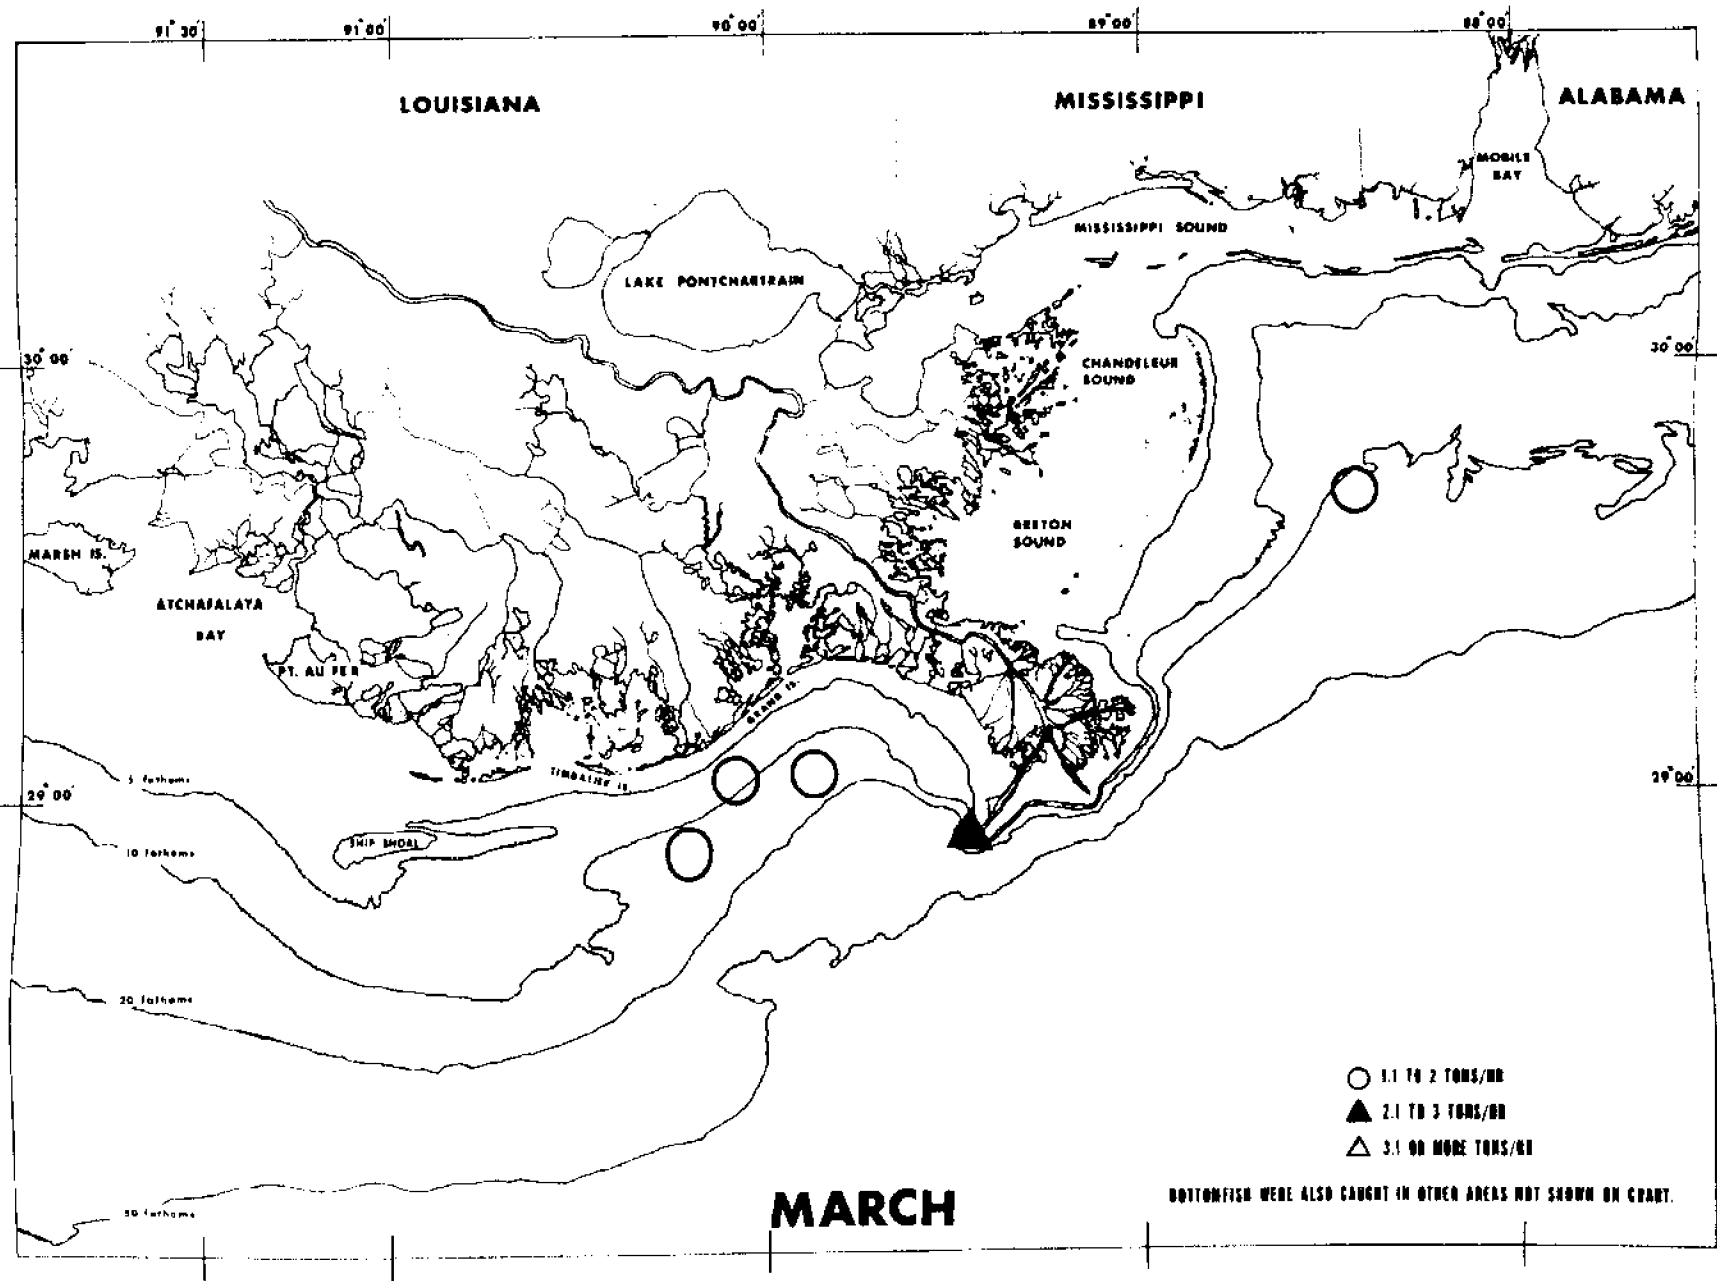 91° 30'
91° 00'
90° 00'
89° 00'
88° 00'
LOUISIANA
MISSISSIPPI
ALABAMA
MOBILE
BAY
MISSISSIPPI SOUND
LAKE PONTCHARTRAIN
30° 00'
30° 00'
CHANDELEUR
SOUND
BRETON
SOUND
MARSH IS.
ATCHAFALAYA
BAY
PT. AU FER
GRAND IS.
TIMBALIER IS.
5 fathoms
29° 00'
29° 00'
SHIP SHOAL
10 fathoms
20 fathoms
1.1 TO 2 TONS/HR
2.1 TO 3 TONS/HR
3.1 OR MORE TONS/HR
BOTTOMFISH WERE ALSO CAUGHT IN OTHER AREAS NOT SHOWN ON CHART.
MARCH
50 fathoms